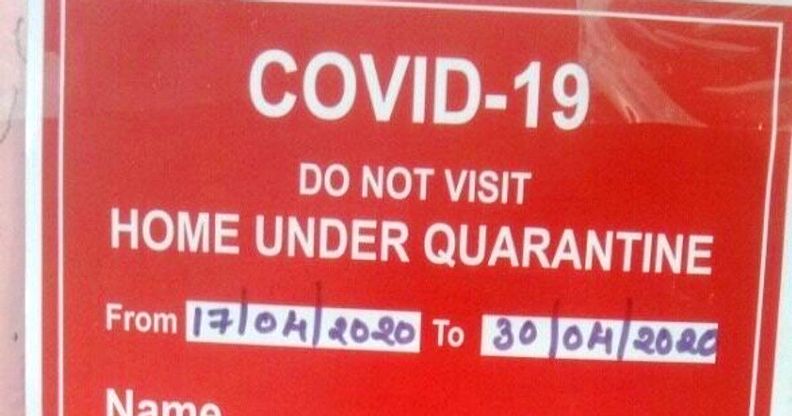 COVID-19
DO NOT VISIT
HOME UNDER QUARANTINE
From 17/04/2020 To 30/04/2020
Name